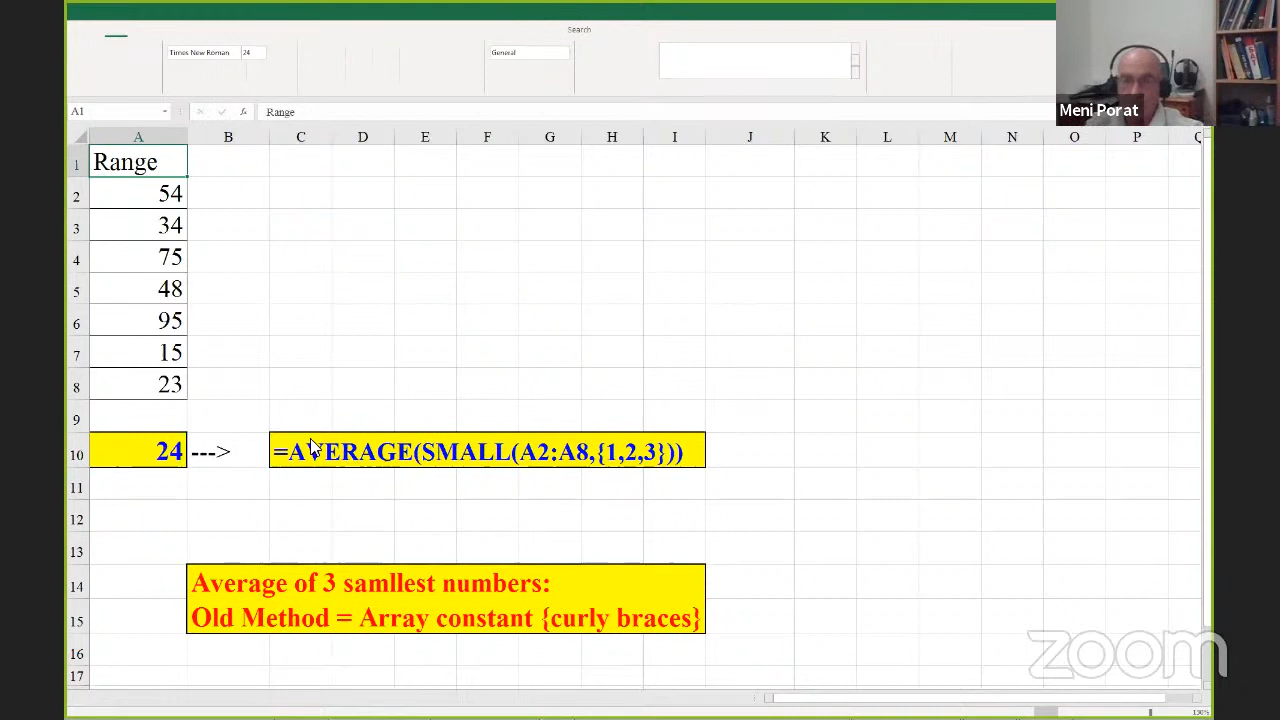 Search
Times New Roman 24 General
A1 fx Range
A B C D E F G H I J K L M N O P Q
1 Range
2 54
3 34
4 75
5 48
6 95
7 15
8 23
9
10 24 ---> =AVERAGE(SMALL(A2:A8,{1,2,3}))
11
12
13
14 Average of 3 samllest numbers:
15 Old Method = Array constant {curly braces}
16
17
130%
Meni Porat
zoom